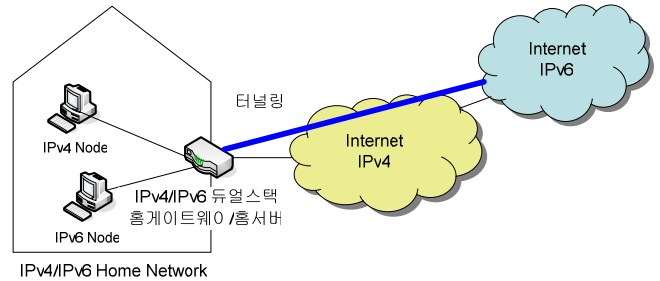 Internet
IPv6
터널링
Internet
IPv4
IPv4 Node
IPv4/IPv6 듀얼스택
홈게이트웨이/홈서버
IPv6 Node
IPv4/IPv6 Home Network